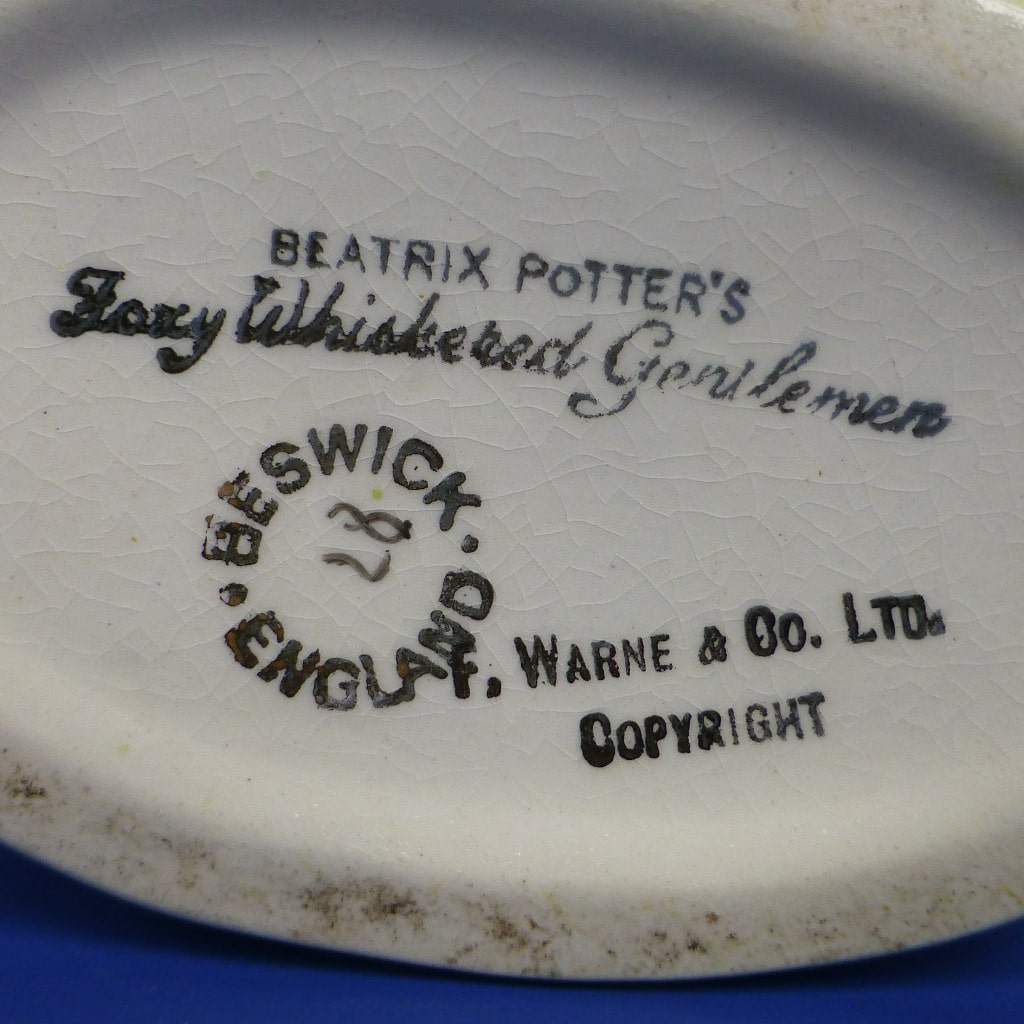 BEATRIX POTTER'S
Foxy Whiskered Gentlemen
BESWICK.
. ENGLAND
F. WARNE & CO. LTD.
COPYRIGHT